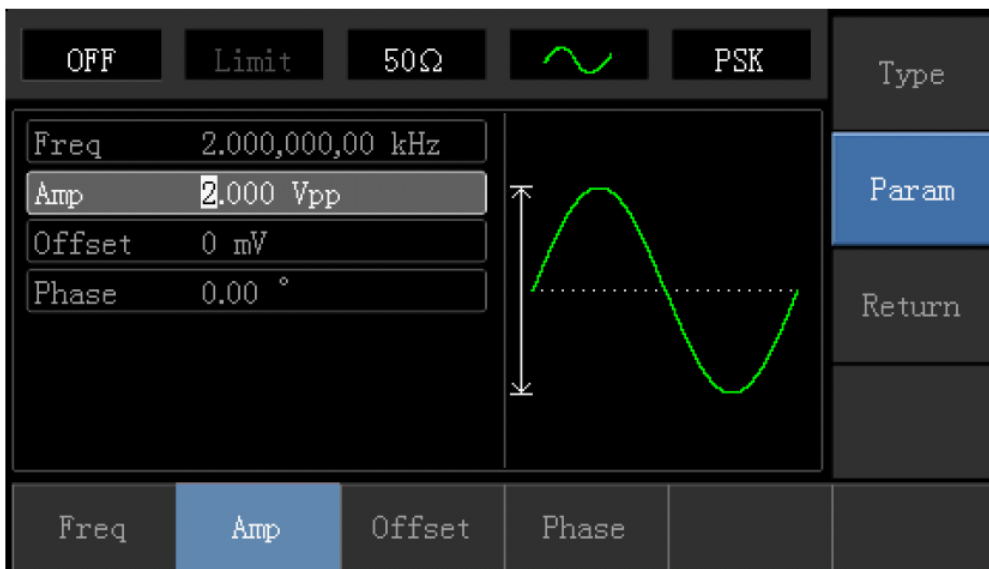 OFF Limit 50Ω PSK
Type
Freq 2.000,000,00 kHz
Amp 2.000 Vpp
Param
Offset 0 mV
Phase 0.00 °
Return
Freq Amp Offset Phase